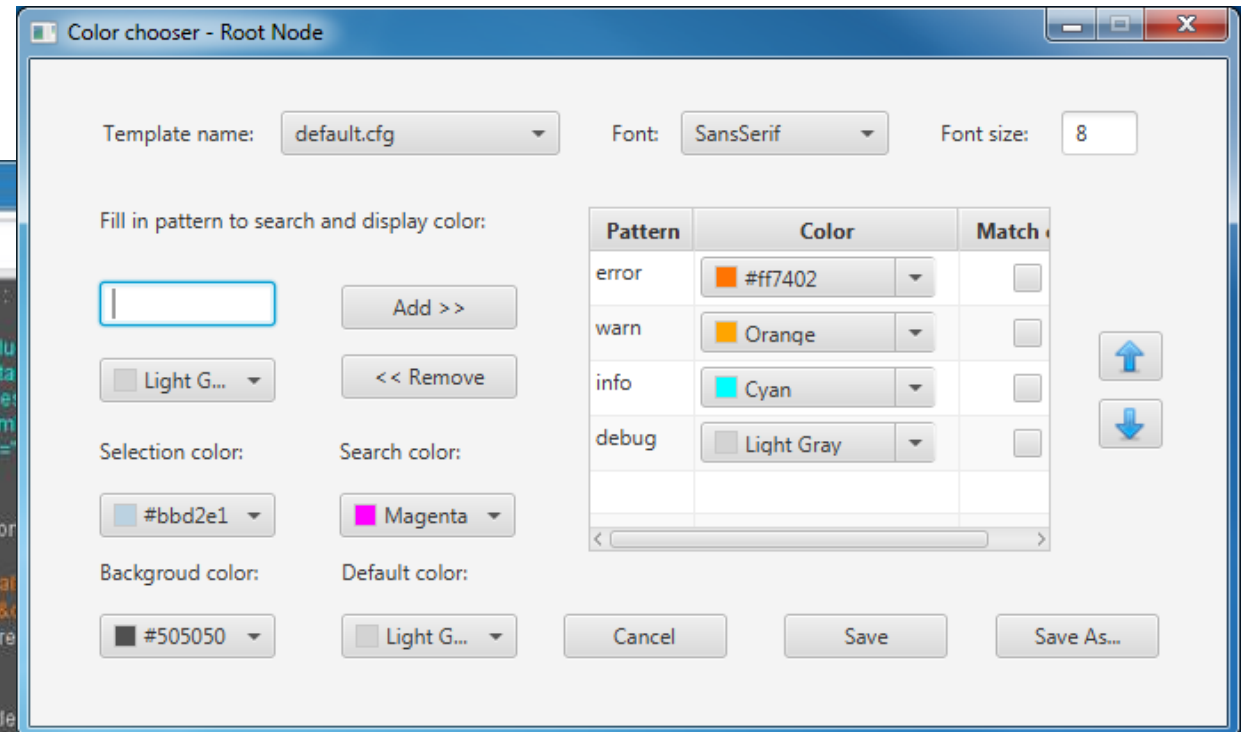 Color chooser - Root Node
Template name: default.cfg Font: SansSerif Font size: 8
Fill in pattern to search and display color:
Pattern Color Match
error #ff7402
Add >>
warn Orange
Light G... << Remove
info Cyan
debug Light Gray
Selection color: Search color:
#bbd2e1 Magenta
Backgroud color: Default color:
#505050 Light G... Cancel Save Save As...